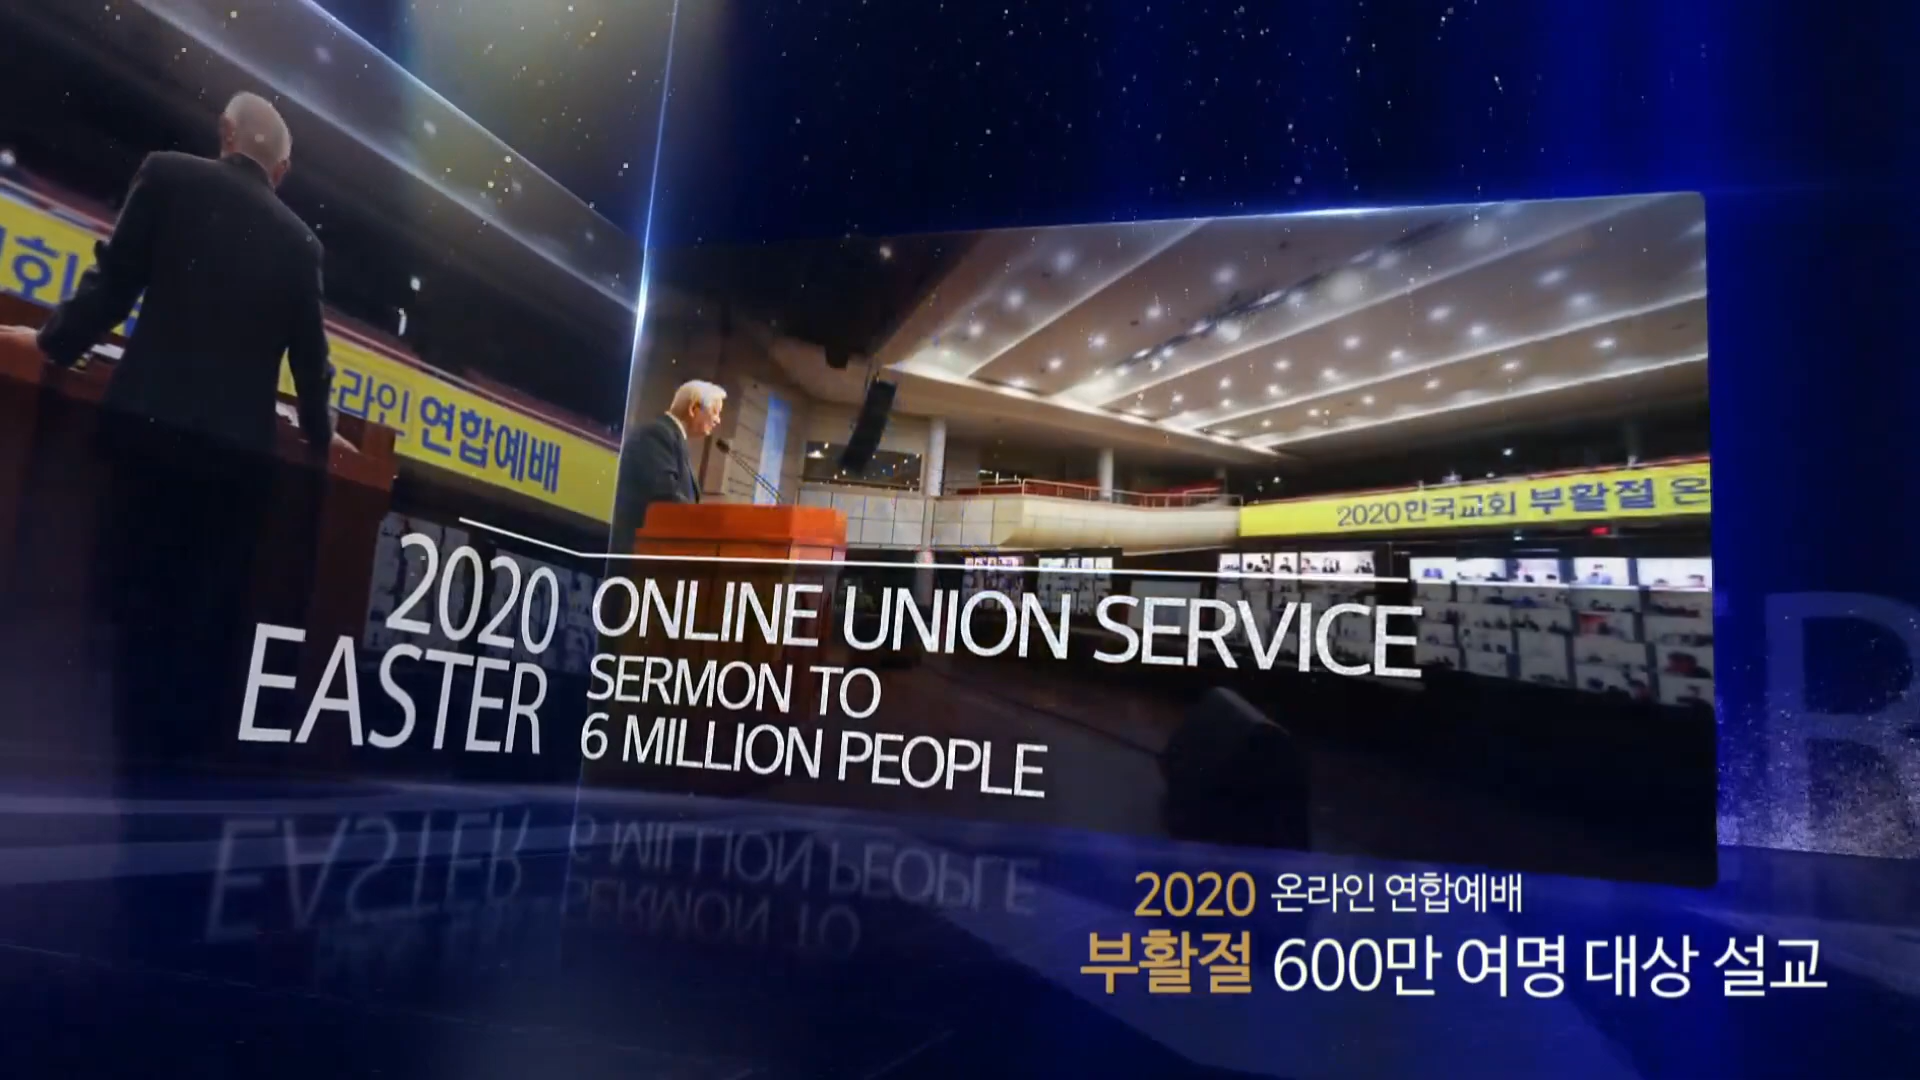 회
온라인 연합예배
2020한국교회 부활절 온
2020
EASTER
ONLINE UNION SERVICE
SERMON TO
6 MILLION PEOPLE
R
2020 온라인 연합예배
부활절 600만 여명 대상 설교